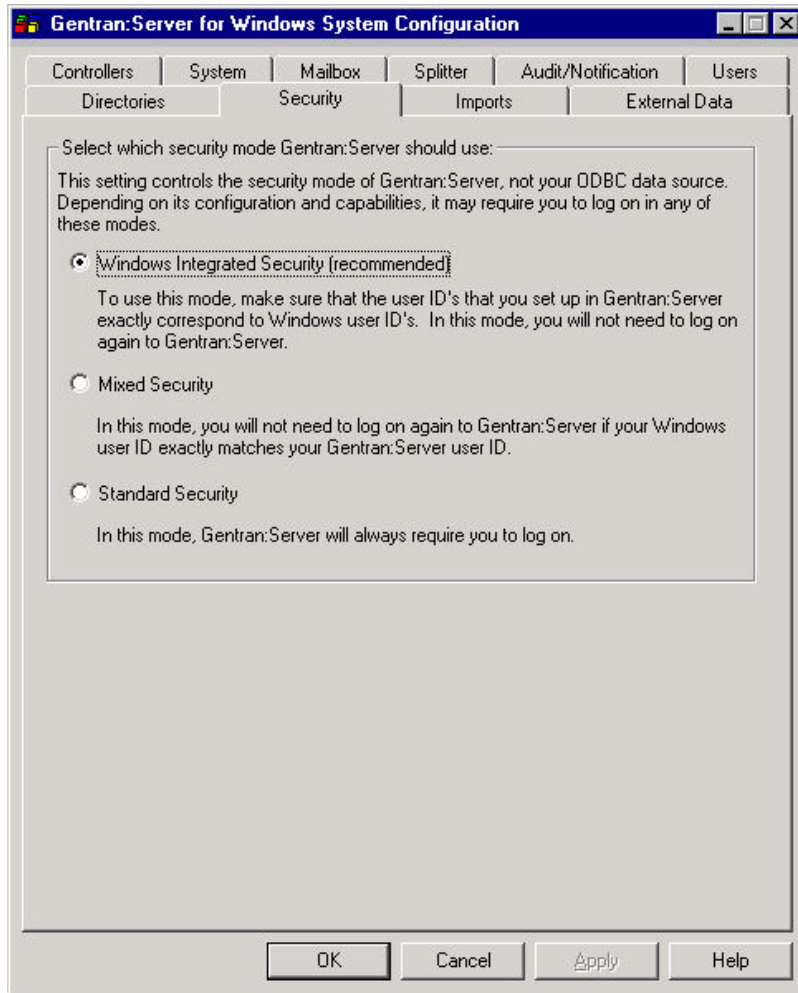 Gentran:Server for Windows System Configuration
Controllers System Mailbox Splitter Audit/Notification Users
Directories Security Imports External Data
Select which security mode Gentran:Server should use:
This setting controls the security mode of Gentran:Server, not your ODBC data source.
Depending on its configuration and capabilities, it may require you to log on in any of
these modes.
Windows Integrated Security (recommended)
To use this mode, make sure that the user ID's that you set up in Gentran:Server
exactly correspond to Windows user ID's. In this mode, you will not need to log on
again to Gentran:Server.
Mixed Security
In this mode, you will not need to log on again to Gentran:Server if your Windows
user ID exactly matches your Gentran:Server user ID.
Standard Security
In this mode, Gentran:Server will always require you to log on.
OK Cancel Apply Help